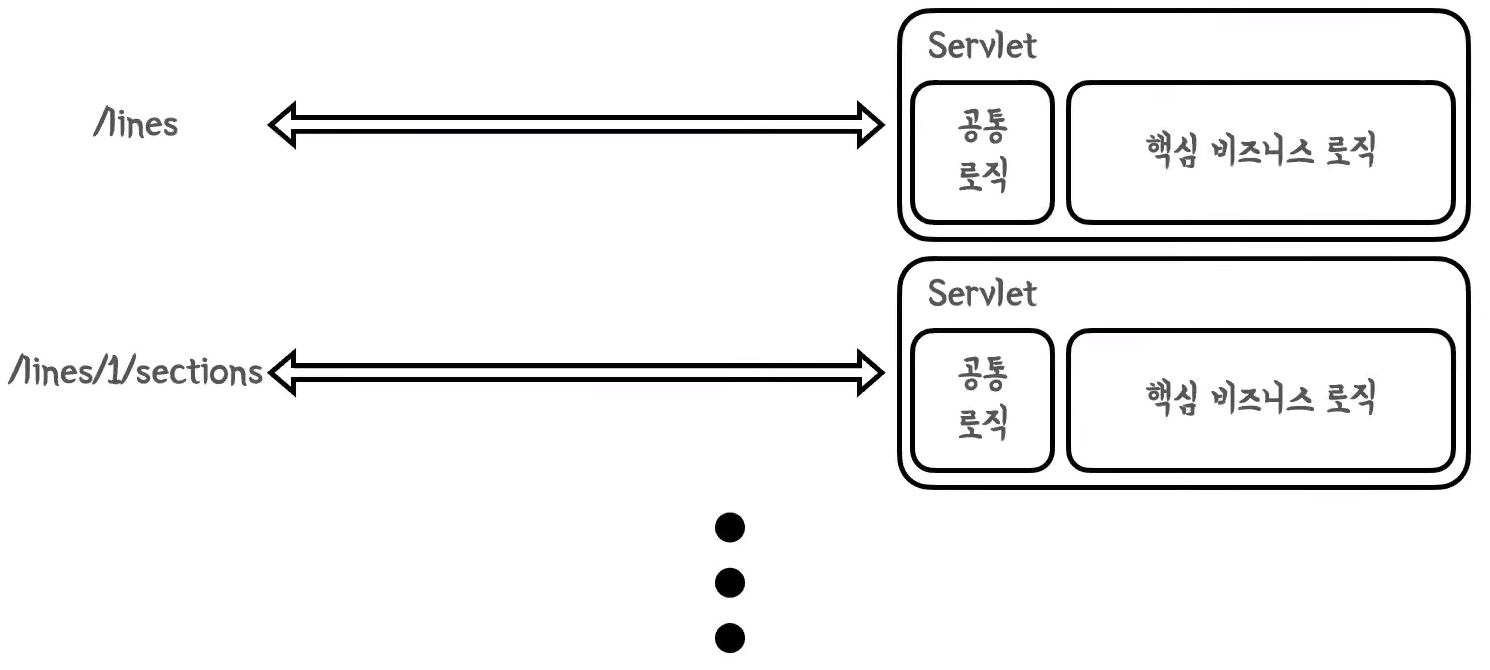 Servlet
/lines
공통
로직
핵심 비즈니스 로직
Servlet
/lines/1/sections
공통
로직
핵심 비즈니스 로직